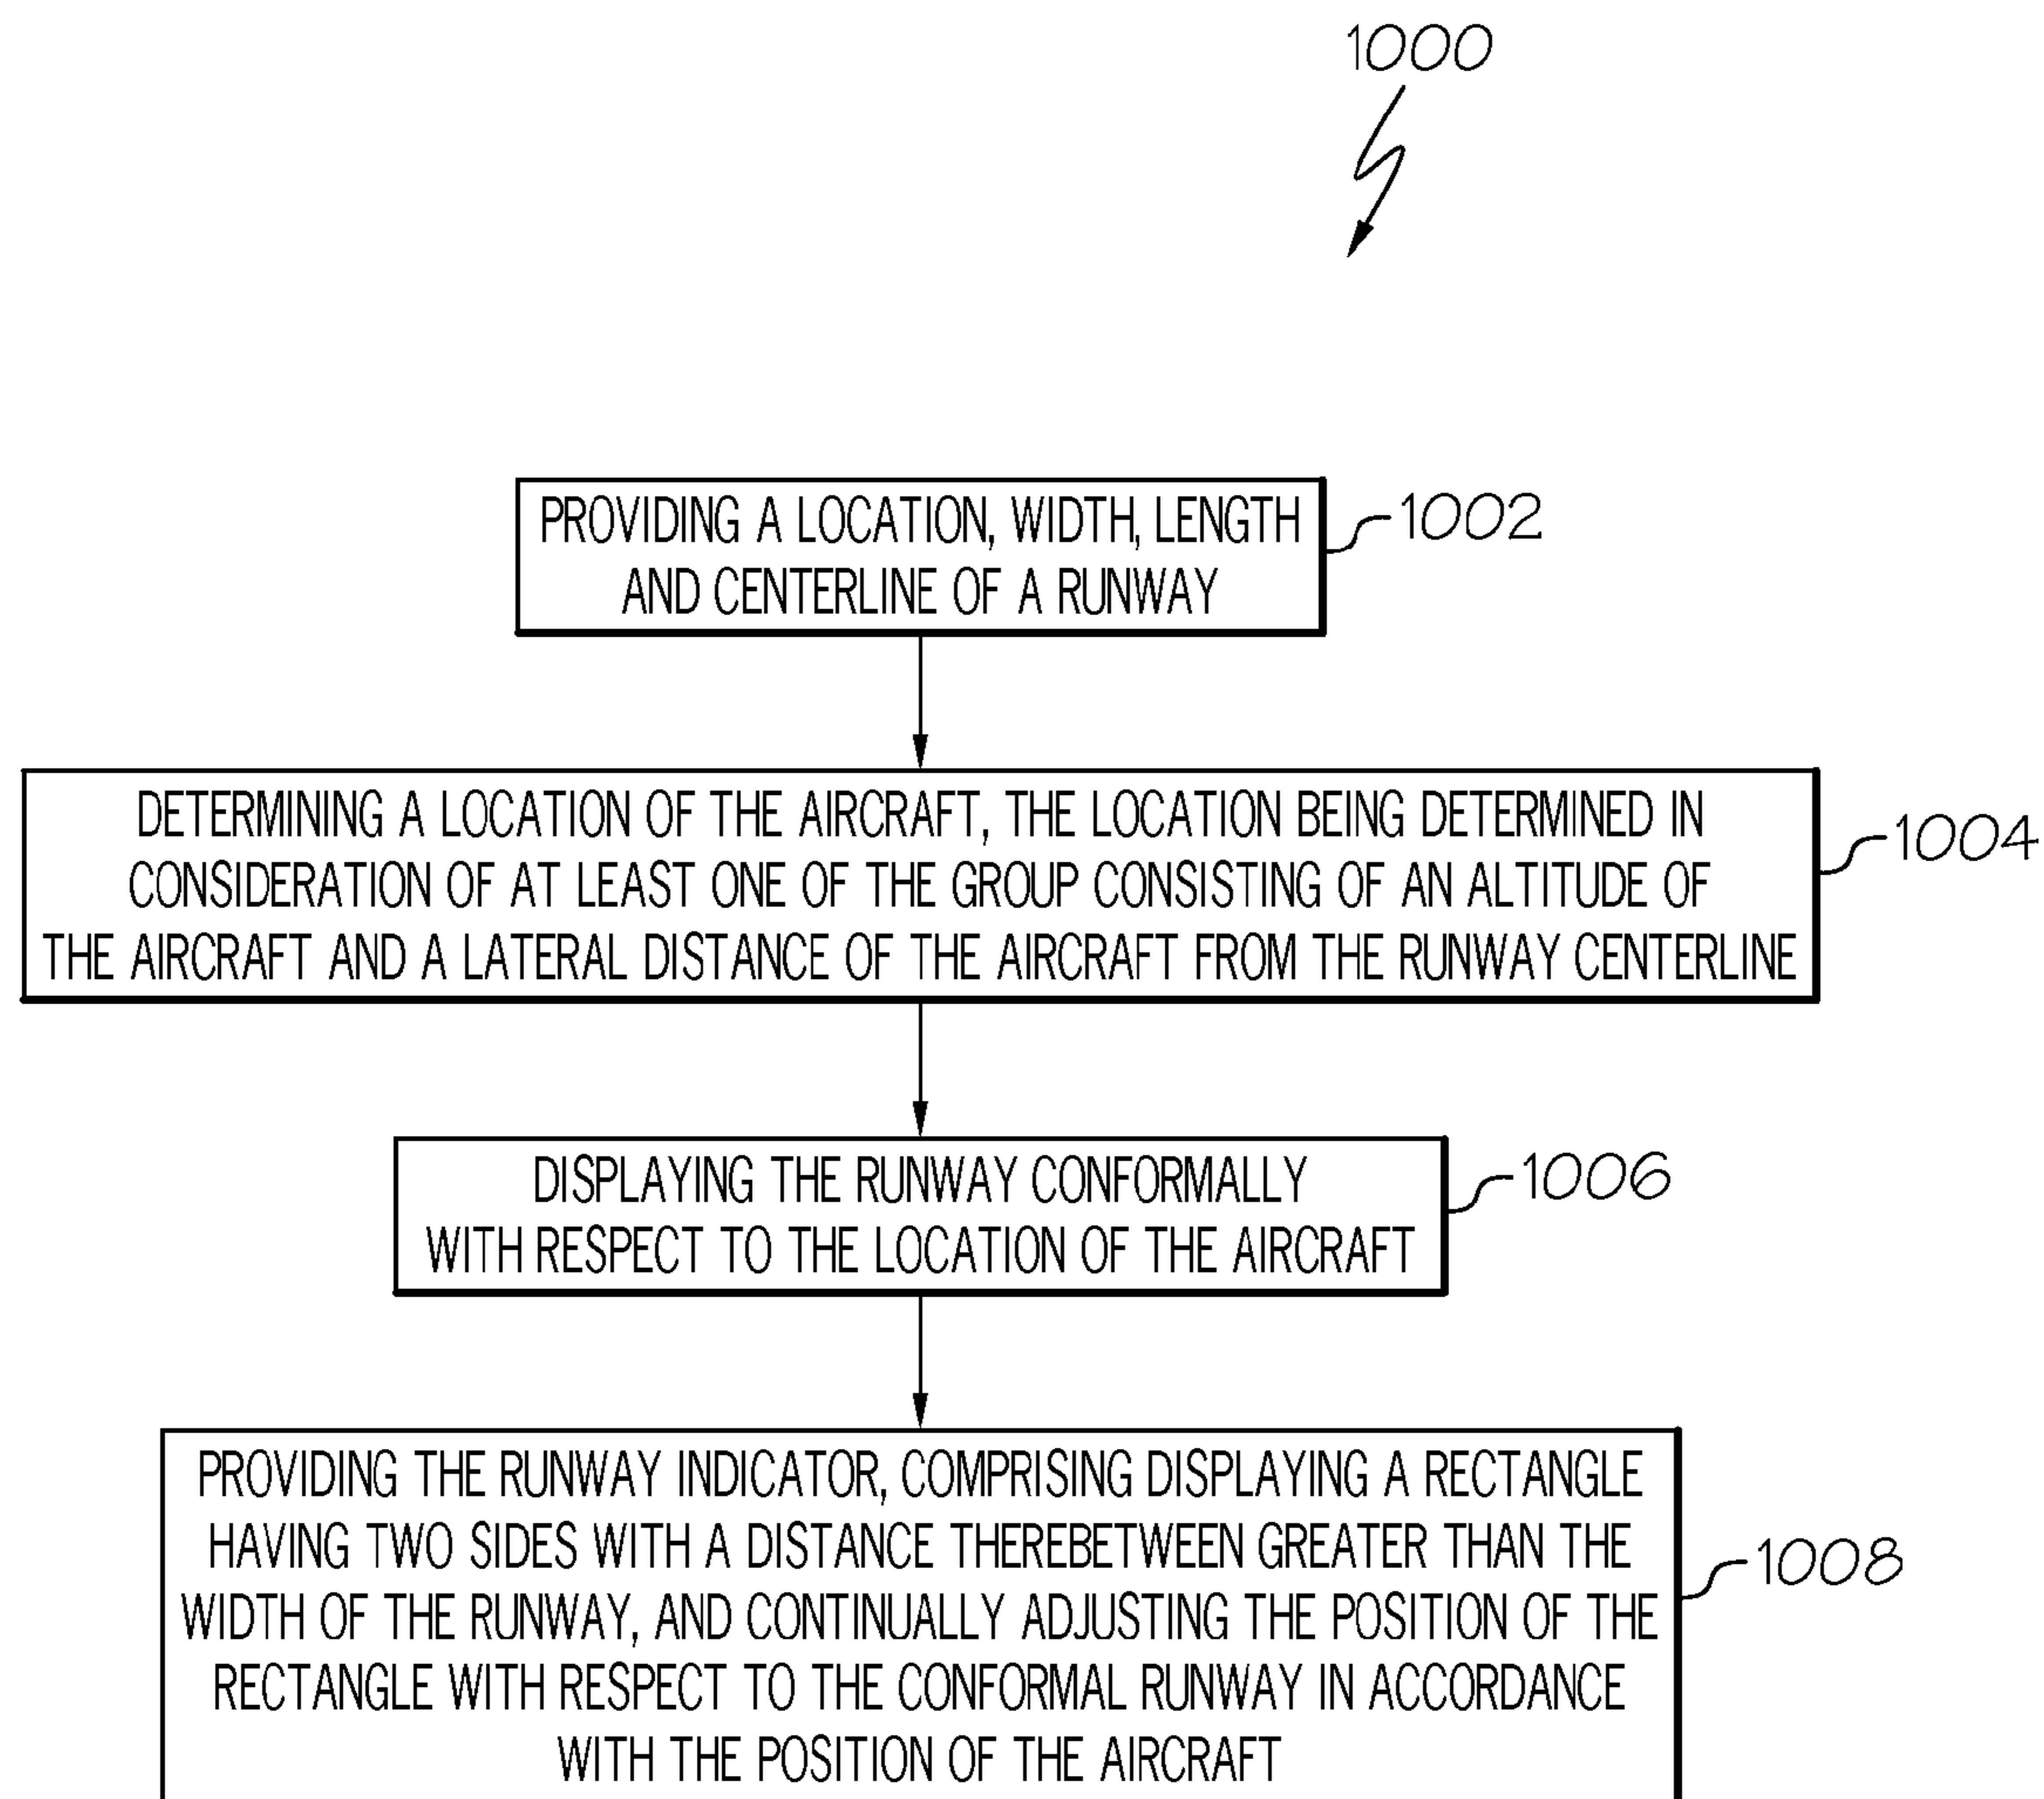 1000
PROVIDING A LOCATION, WIDTH, LENGTH
AND CENTERLINE OF A RUNWAY
1002
DETERMINING A LOCATION OF THE AIRCRAFT, THE LOCATION BEING DETERMINED IN
CONSIDERATION OF AT LEAST ONE OF THE GROUP CONSISTING OF AN ALTITUDE OF
THE AIRCRAFT AND A LATERAL DISTANCE OF THE AIRCRAFT FROM THE RUNWAY CENTERLINE
1004
DISPLAYING THE RUNWAY CONFORMALLY
WITH RESPECT TO THE LOCATION OF THE AIRCRAFT
1006
PROVIDING THE RUNWAY INDICATOR, COMPRISING DISPLAYING A RECTANGLE
HAVING TWO SIDES WITH A DISTANCE THEREBETWEEN GREATER THAN THE
WIDTH OF THE RUNWAY, AND CONTINUALLY ADJUSTING THE POSITION OF THE
RECTANGLE WITH RESPECT TO THE CONFORMAL RUNWAY IN ACCORDANCE
WITH THE POSITION OF THE AIRCRAFT
1008